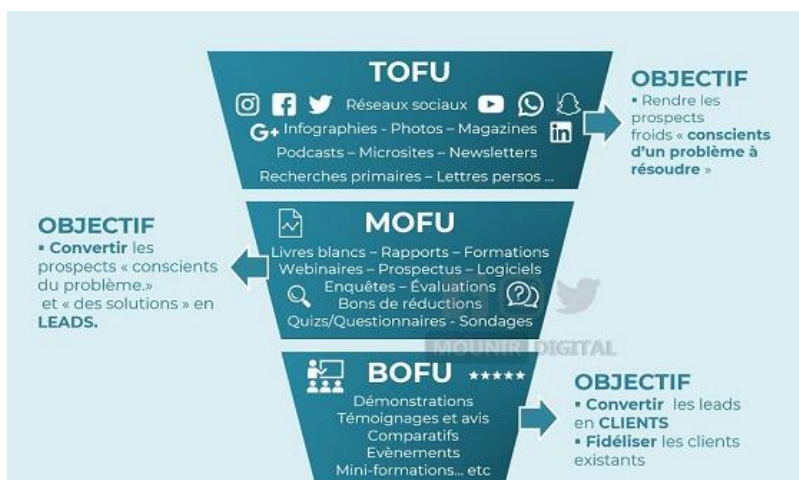 TOFU
Réseaux sociaux
G+ Infographies - Photos – Magazines in
Podcasts – Microsites – Newsletters
Recherches primaires – Lettres persos ...
OBJECTIF
▪ Rendre les
prospects
froids « conscients
d'un problème à
résoudre »
OBJECTIF
▪ Convertir les
prospects « conscients
du problème.»
et « des solutions » en
LEADS.
MOFU
Livres blancs – Rapports – Formations
Webinaires – Prospectus – Logiciels
Enquêtes – Évaluations
Bons de réductions
Quizs/Questionnaires - Sondages
MOUNIR DIGITAL
BOFU
Démonstrations
Témoignages et avis
Comparatifs
Evènements
Mini-formations... etc
OBJECTIF
▪ Convertir les leads
en CLIENTS
▪ Fidéliser les clients
existants